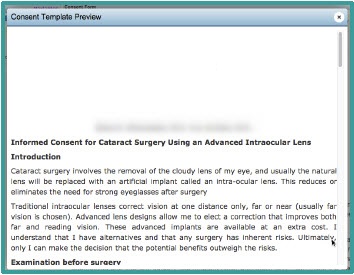 Consent Form
Consent Template Preview
Informed Consent for Cataract Surgery Using an Advanced Intraocular Lens
Introduction
Cataract surgery involves the removal of the cloudy lens of my eye, and usually the natural
lens will be replaced with an artificial implant called an intra-ocular lens. This reduces or
eliminates the need for strong eyeglasses after surgery
Traditional intraocular lenses correct vision at one distance only, far or near (usually far
vision is chosen). Advanced lens designs allow me to elect a correction that improves both
far and reading vision. These advanced implants are available at an extra cost. I
understand that I have alternatives and that any surgery has inherent risks. Ultimately,
only I can make the decision that the potential benefits outweigh the risks.
Examination before surgery